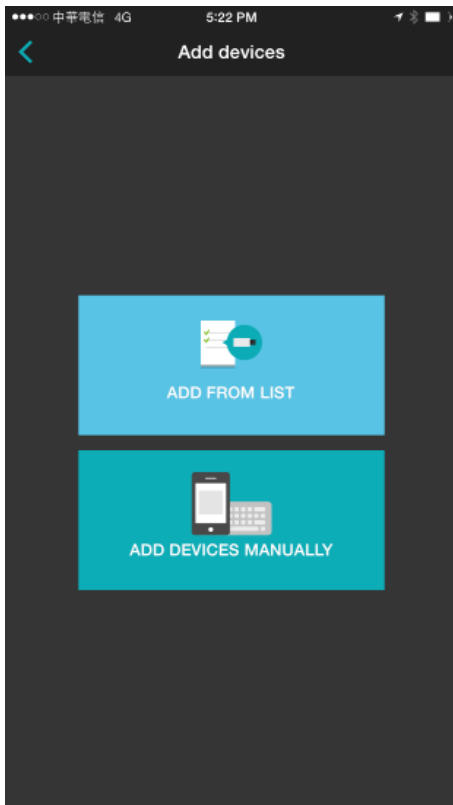 中華電信 4G 5:22 PM
Add devices
ADD FROM LIST
ADD DEVICES MANUALLY